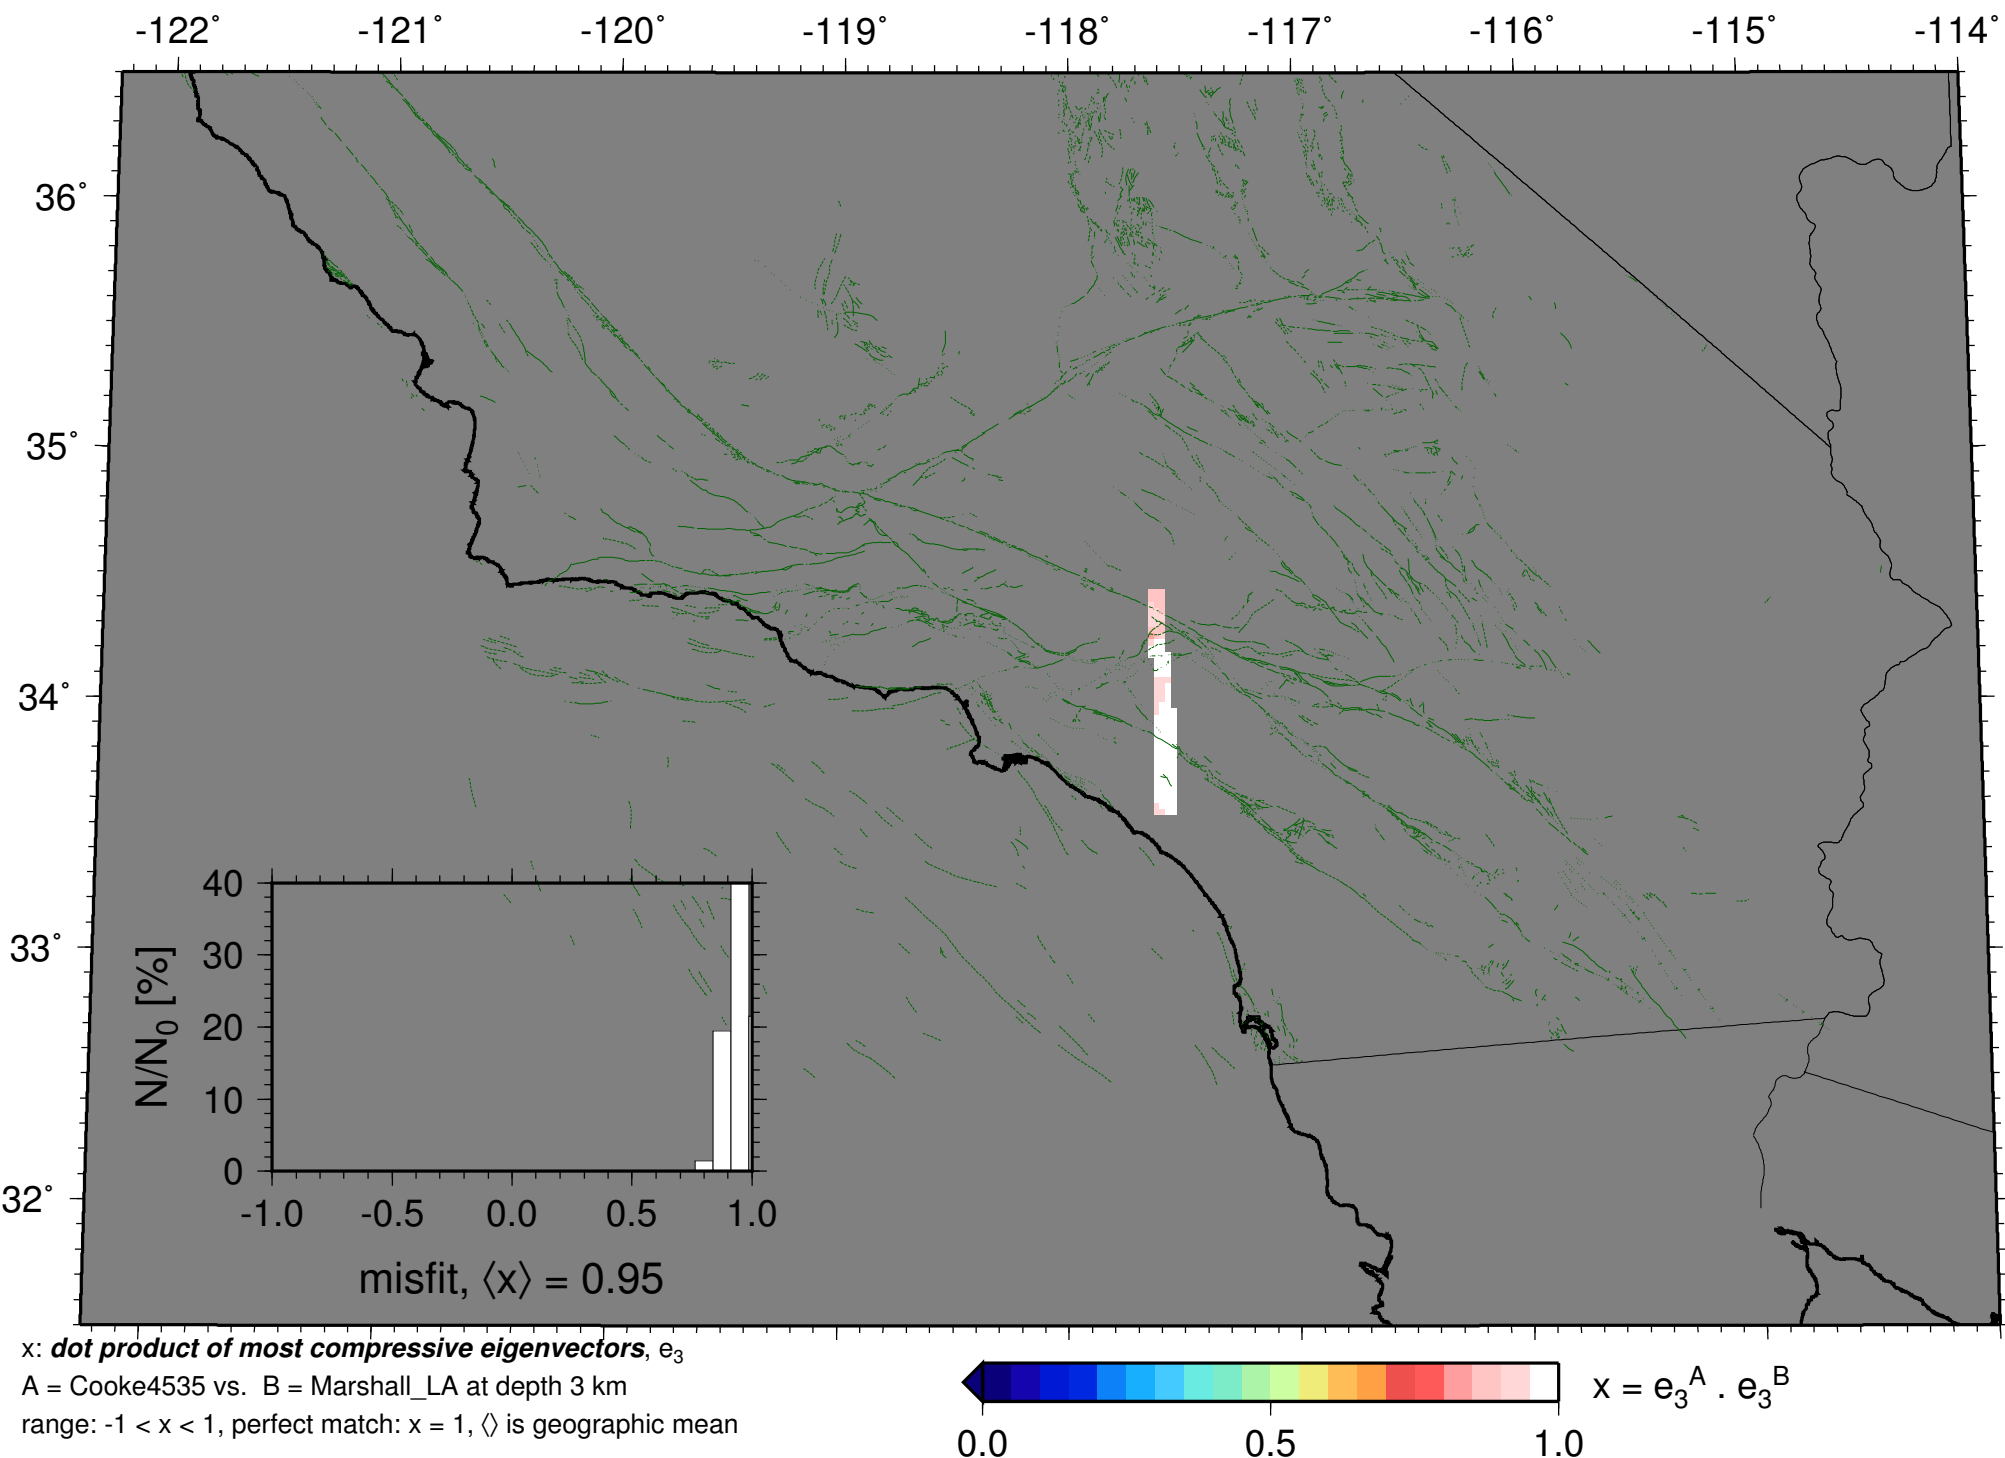 -122˚ -121˚ -120˚ -119˚ -118˚ -117˚ -116˚ -115˚ -114˚
36˚
35˚
34˚
33˚
32˚
40
30
20
10
0
N/N0 [%]
-1.0 -0.5 0.0 0.5 1.0
misfit, ⟨x⟩ = 0.95
x: dot product of most compressive eigenvectors, e3
A = Cooke4535 vs. B = Marshall_LA at depth 3 km
range: -1 < x < 1, perfect match: x = 1, ⟨⟩ is geographic mean
x = e3A . e3B
0.0 0.5 1.0